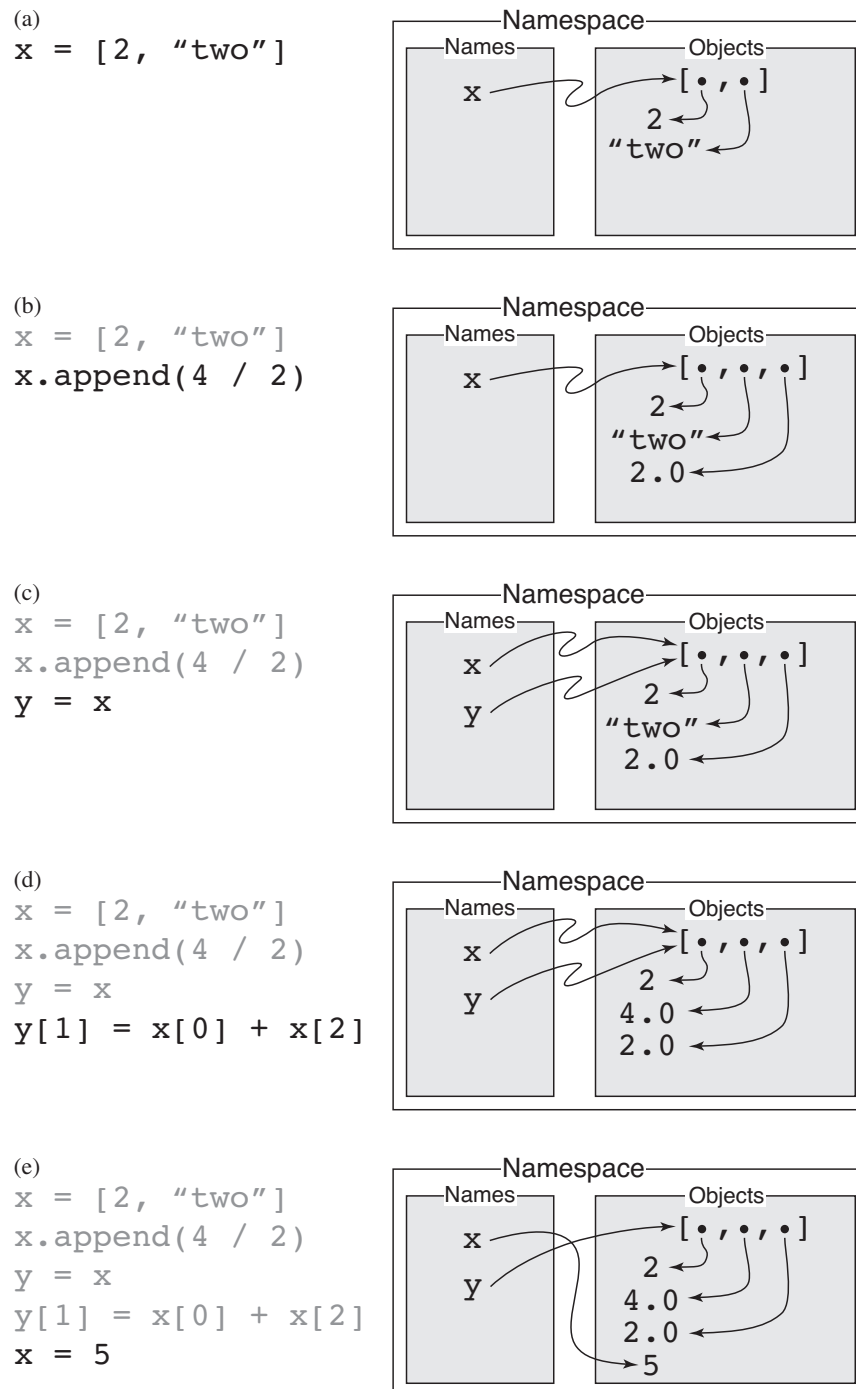 (a)
x = [2, “two”]
Namespace
Names
Objects
x
[•,•]
2
“two”
(b)
x = [2, “two”]
x.append(4 / 2)
Namespace
Names
Objects
x
[•,•,•]
2
“two”
2.0
(c)
x = [2, “two”]
x.append(4 / 2)
y = x
Namespace
Names
Objects
x
y
[•,•,•]
2
“two”
2.0
(d)
x = [2, “two”]
x.append(4 / 2)
y = x
y[1] = x[0] + x[2]
Namespace
Names
Objects
x
y
[•,•,•]
2
4.0
2.0
(e)
x = [2, “two”]
x.append(4 / 2)
y = x
y[1] = x[0] + x[2]
x = 5
Namespace
Names
Objects
x
y
[•,•,•]
2
4.0
2.0
5